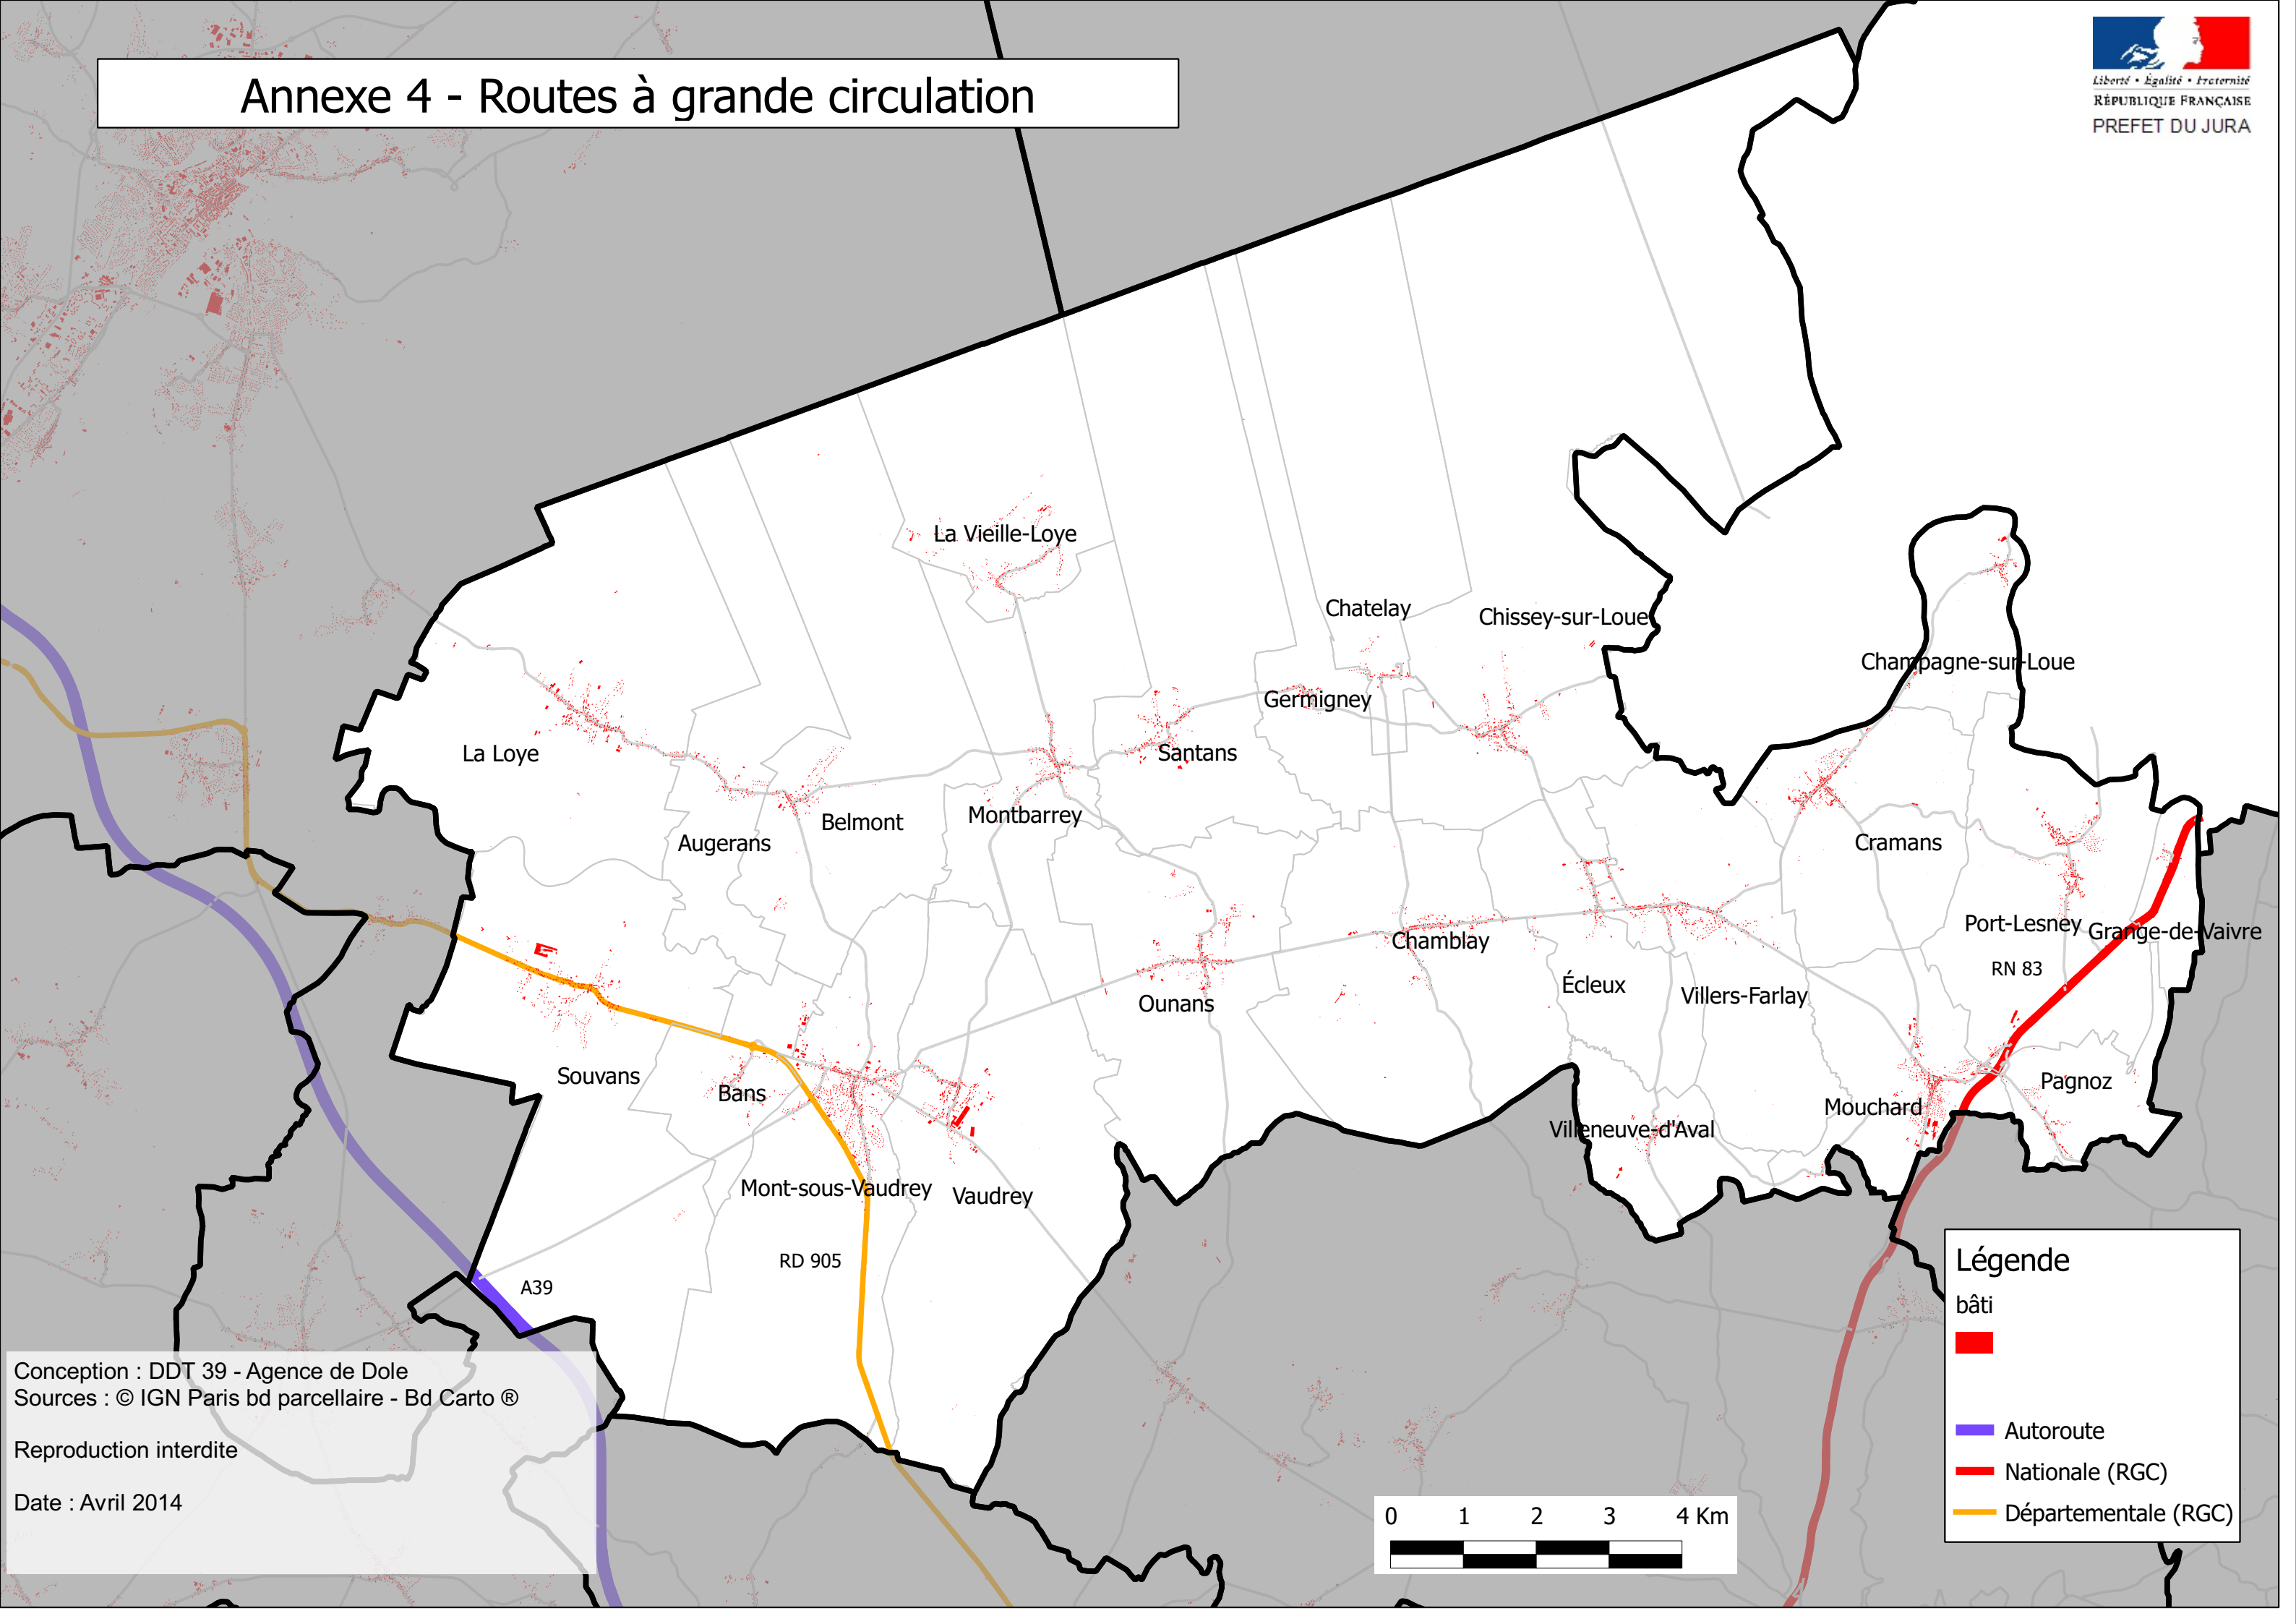 Annexe 4 - Routes à grande circulation
Liberté • Égalité • Fraternité
RÉPUBLIQUE FRANÇAISE
PREFET DU JURA
La Vieille-Loye
Chatelay
Chissey-sur-Loue
Champagne-sur-Loue
Germigney
La Loye
Santans
Belmont
Montbarrey
Augerans
Cramans
Port-Lesney
Grange-de-Vaivre
Chamblay
RN 83
Écleux
Villers-Farlay
Ounans
Souvans
Bans
Pagnoz
Mouchard
Villeneuve-d'Aval
Mont-sous-Vaudrey
Vaudrey
RD 905
A39
Légende
bâti
Autoroute
Nationale (RGC)
Départementale (RGC)
Conception : DDT 39 - Agence de Dole
Sources : © IGN Paris bd parcellaire - Bd Carto ®
Reproduction interdite
Date : Avril 2014
0 1 2 3 4 Km